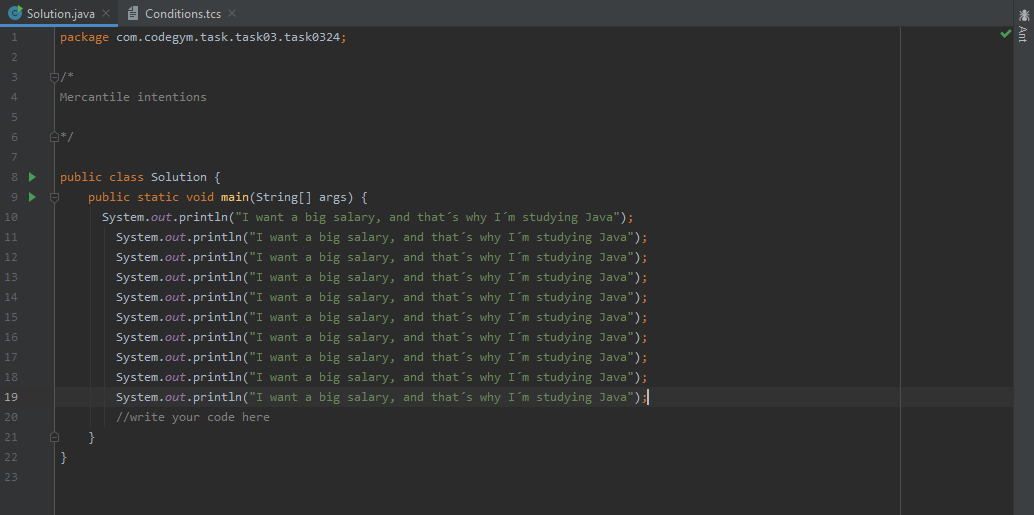 Solution.java × Conditions.tcs ×
Ant
1 package com.codegym.task.task03.task0324;
2
3 /*
4 Mercantile intentions
5
6 */
7
8 public class Solution {
9 public static void main(String[] args) {
10 System.out.println("I want a big salary, and that´s why I´m studying Java");
11 System.out.println("I want a big salary, and that´s why I´m studying Java");
12 System.out.println("I want a big salary, and that´s why I´m studying Java");
13 System.out.println("I want a big salary, and that´s why I´m studying Java");
14 System.out.println("I want a big salary, and that´s why I´m studying Java");
15 System.out.println("I want a big salary, and that´s why I´m studying Java");
16 System.out.println("I want a big salary, and that´s why I´m studying Java");
17 System.out.println("I want a big salary, and that´s why I´m studying Java");
18 System.out.println("I want a big salary, and that´s why I´m studying Java");
19 System.out.println("I want a big salary, and that´s why I´m studying Java");
20 //write your code here
21 }
22 }
23